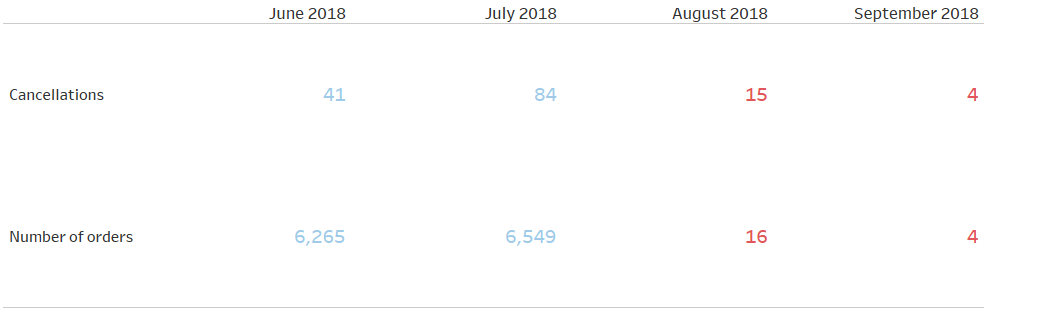 June 2018 July 2018 August 2018 September 2018
Cancellations 41 84 15 4
Number of orders 6,265 6,549 16 4